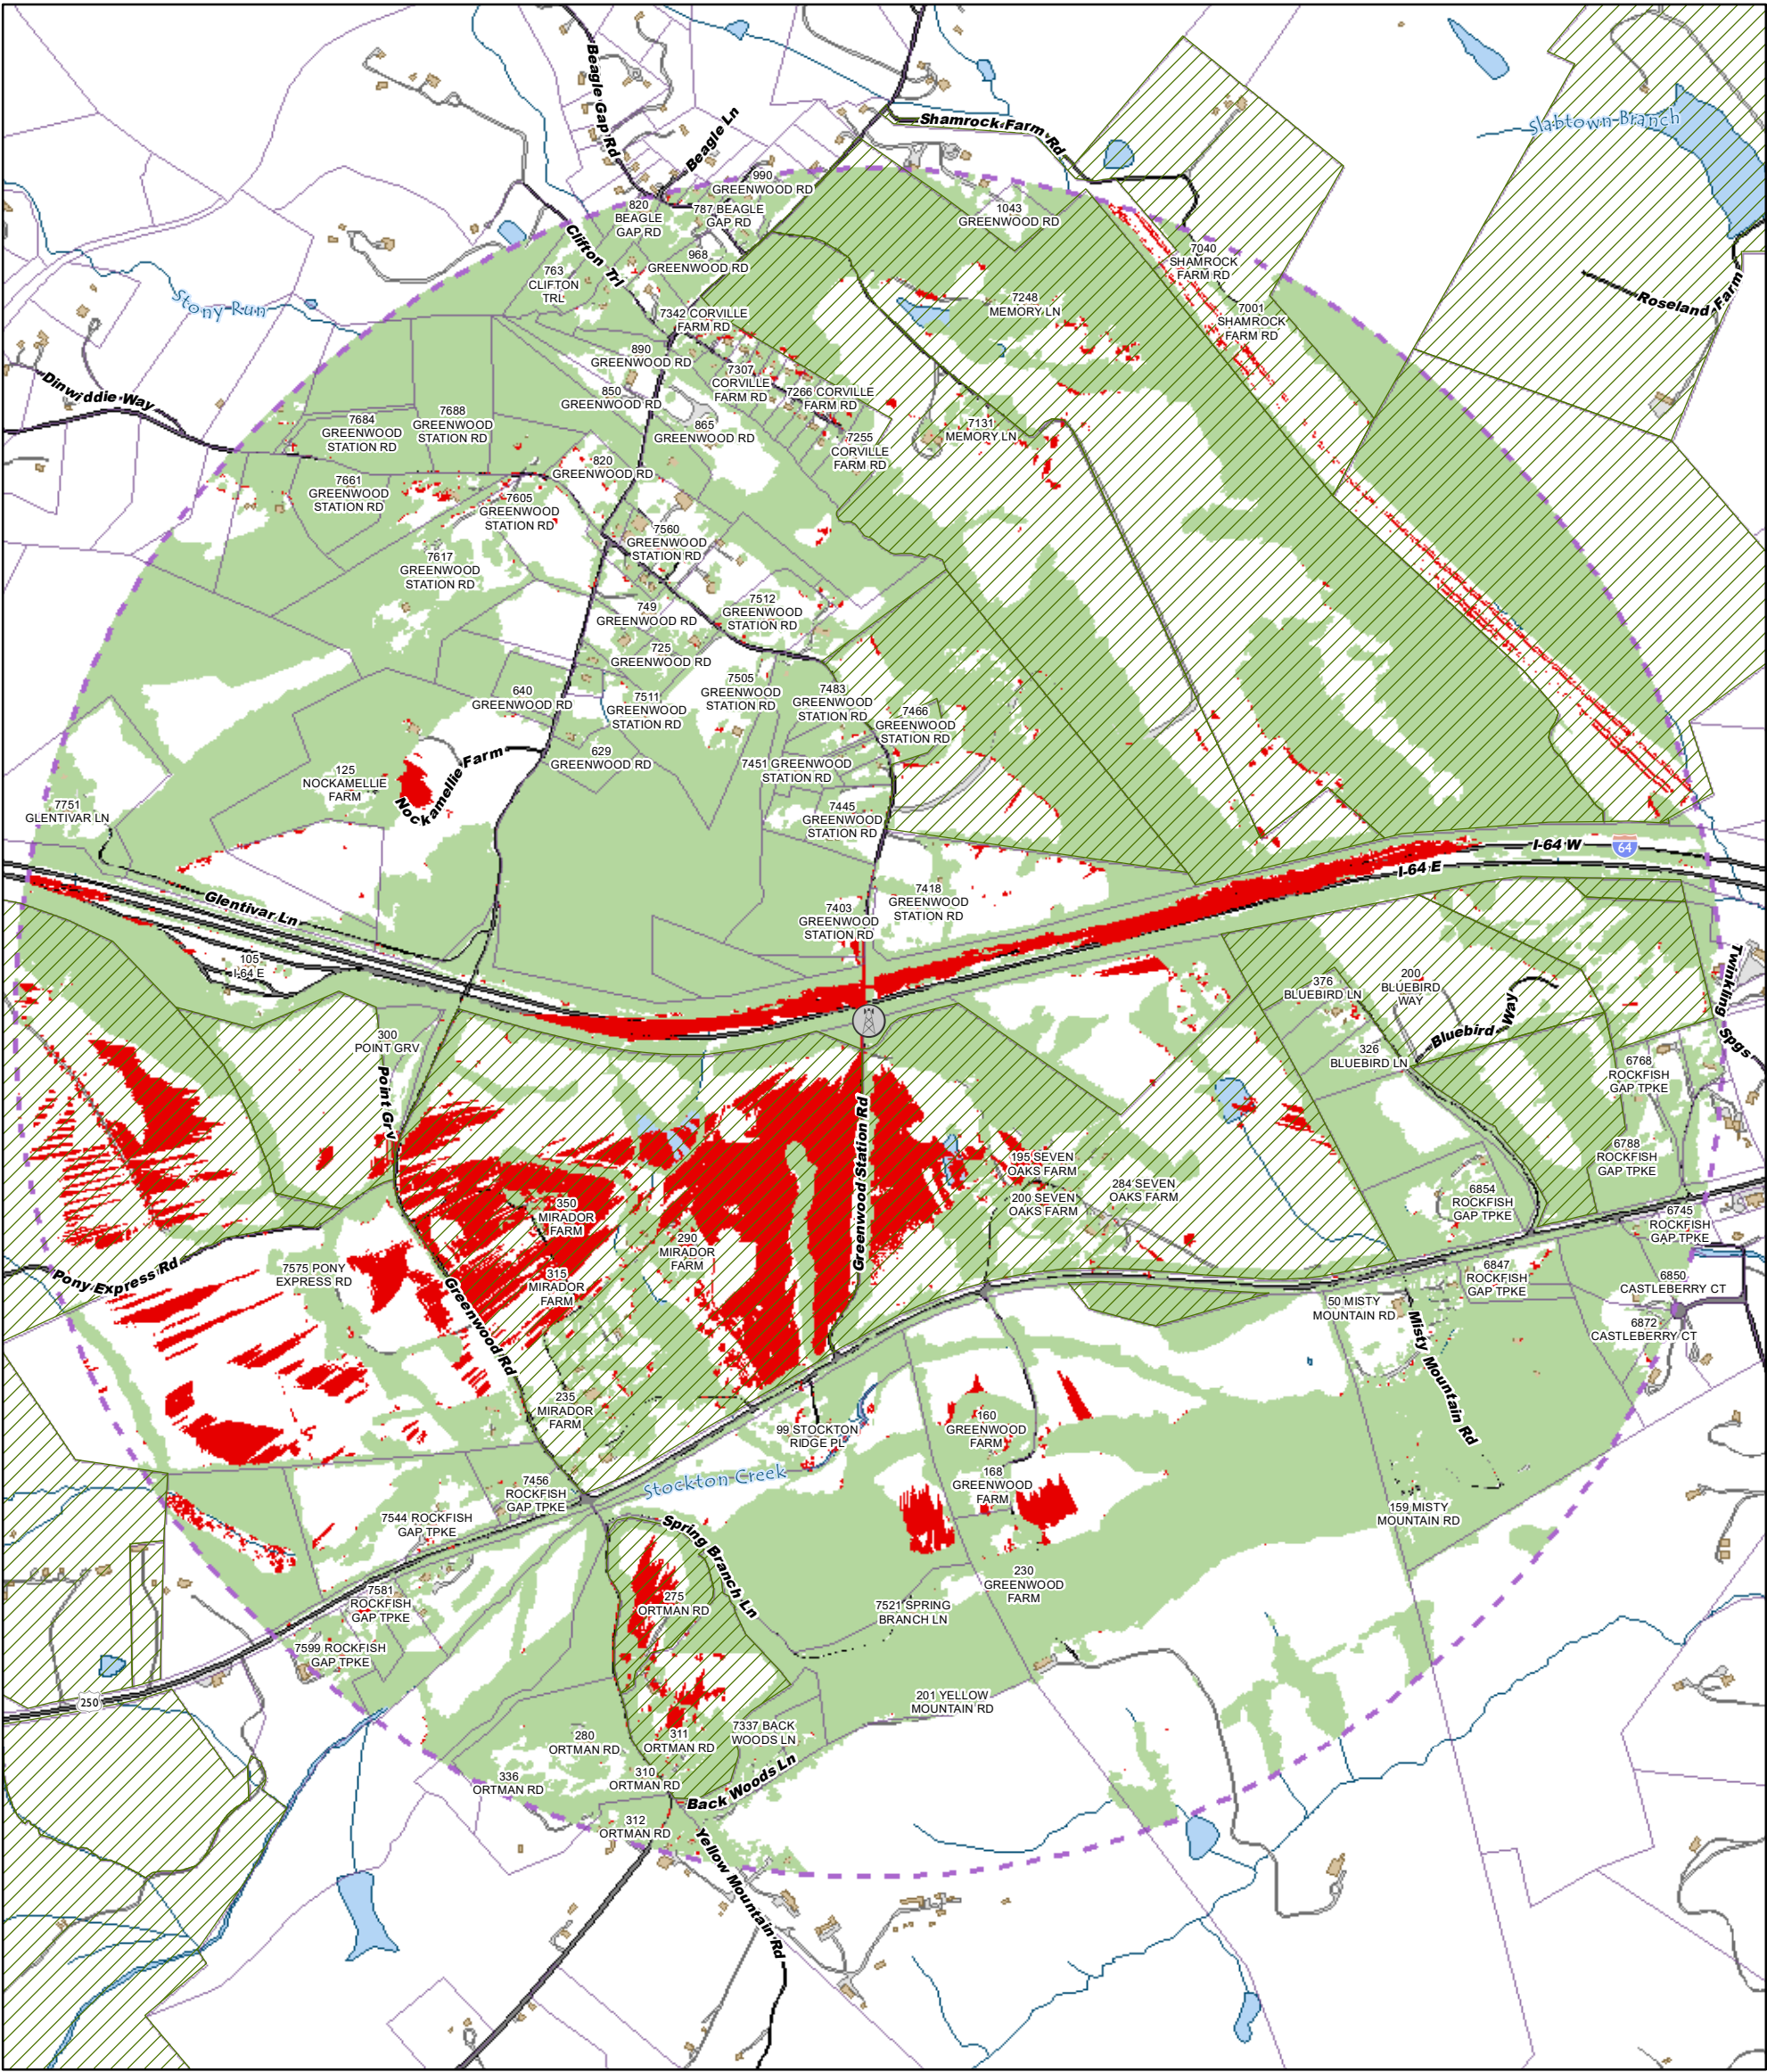 Beagle Gap Rd
Beagle Ln
Shamrock Farm Rd
Slabtown Branch
990
GREENWOOD RD
820
BEAGLE
GAP RD
787 BEAGLE
GAP RD
1043
GREENWOOD RD
Clifton Trl
968
GREENWOOD RD
7040
SHAMROCK
FARM RD
763
CLIFTON
TRL
Roseland Farm
Stony Run
7248
MEMORY LN
7001
SHAMROCK
FARM RD
7342 CORVILLE
FARM RD
890
GREENWOOD RD
7307
CORVILLE
FARM RD
Dinwiddie Way
850
GREENWOOD RD
7266 CORVILLE
FARM RD
7684
GREENWOOD
STATION RD
7688
GREENWOOD
STATION RD
865
GREENWOOD RD
7131
MEMORY LN
7255
CORVILLE
FARM RD
820
GREENWOOD RD
7661
GREENWOOD
STATION RD
7605
GREENWOOD
STATION RD
7560
GREENWOOD
STATION RD
7617
GREENWOOD
STATION RD
749
GREENWOOD RD
7512
GREENWOOD
STATION RD
725
GREENWOOD RD
7505
GREENWOOD
STATION RD
640
GREENWOOD RD
7511
GREENWOOD
STATION RD
7483
GREENWOOD
STATION RD
7466
GREENWOOD
STATION RD
629
GREENWOOD RD
7451 GREENWOOD
STATION RD
125
NOCKAMELLIE
FARM
Nockamellie Farm
7751
GLENTIVAR LN
7445
GREENWOOD
STATION RD
I-64 W
64
I-64 E
Glentivar Ln
7418
GREENWOOD
STATION RD
7403
GREENWOOD
STATION RD
105
I-64 E
376
BLUEBIRD LN
200
BLUEBIRD
WAY
Twinkling Spgs
Bluebird Way
300
POINT GRV
326
BLUEBIRD LN
6768
ROCKFISH
GAP TPKE
Point Grv
Greenwood Station Rd
195 SEVEN
OAKS FARM
6788
ROCKFISH
GAP TPKE
200 SEVEN
OAKS FARM
284 SEVEN
OAKS FARM
6854
ROCKFISH
GAP TPKE
350
MIRADOR
FARM
6745
ROCKFISH
GAP TPKE
290
MIRADOR
FARM
Pony Express Rd
7575 PONY
EXPRESS RD
315
MIRADOR
FARM
6847
ROCKFISH
GAP TPKE
6850
CASTLEBERRY CT
Greenwood Rd
50 MISTY
MOUNTAIN RD
6872
CASTLEBERRY CT
Misty Mountain Rd
235
MIRADOR
FARM
99 STOCKTON
RIDGE PL
160
GREENWOOD
FARM
Stockton Creek
168
GREENWOOD
FARM
7456
ROCKFISH
GAP TPKE
159 MISTY
MOUNTAIN RD
7544 ROCKFISH
GAP TPKE
Spring Branch Ln
230
GREENWOOD
FARM
7581
ROCKFISH
GAP TPKE
275
ORTMAN RD
7521 SPRING
BRANCH LN
7599 ROCKFISH
GAP TPKE
250
201 YELLOW
MOUNTAIN RD
280
ORTMAN RD
311
ORTMAN RD
7337 BACK
WOODS LN
336
ORTMAN RD
310
ORTMAN RD
Back Woods Ln
312
ORTMAN RD
Yellow Mountain Rd